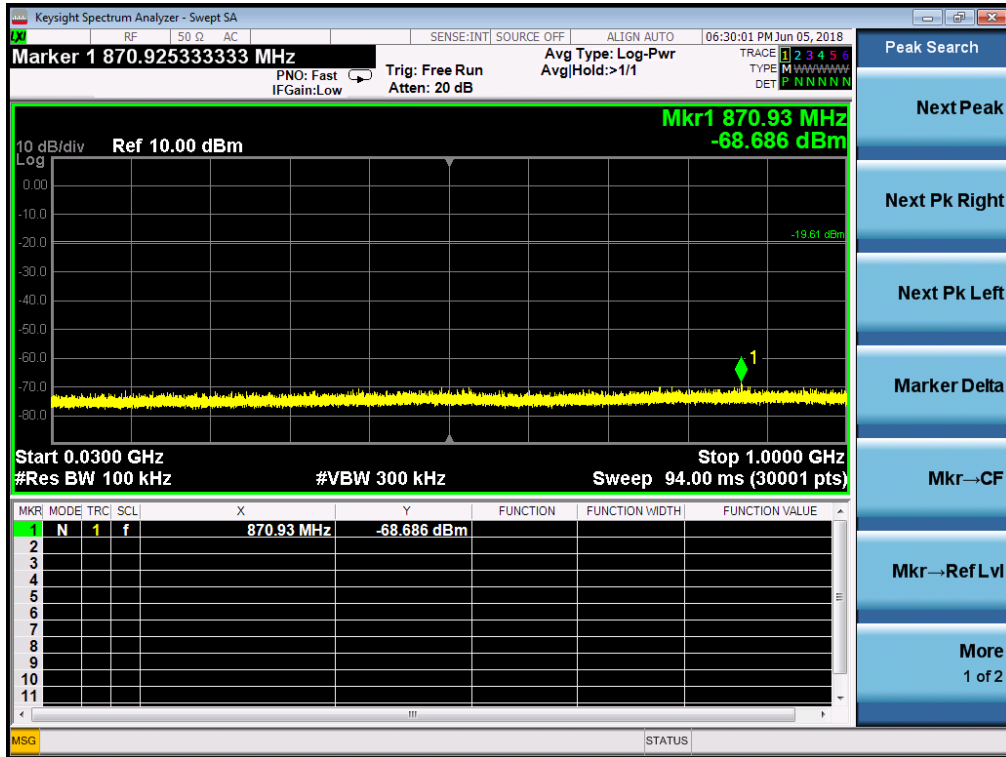 Keysight Spectrum Analyzer - Swept SA
LXI RF 50 Ω AC SENSE:INT SOURCE OFF ALIGN AUTO 06:30:01 PM Jun 05, 2018
Marker 1 870.925333333 MHz
PNO: Fast
IFGain:Low
Trig: Free Run
Atten: 20 dB
Avg Type: Log-Pwr
Avg|Hold:>1/1
TRACE 1 2 3 4 5 6
TYPE M WWWWW
DET P N N N N N
Mkr1 870.93 MHz
-68.686 dBm
10 dB/div Ref 10.00 dBm
Log
0.00
-10.0
-20.0
-30.0
-40.0
-50.0
-60.0
-70.0
-80.0
-19.61 dBm
1
Start 0.0300 GHz Stop 1.0000 GHz
#Res BW 100 kHz #VBW 300 kHz Sweep 94.00 ms (30001 pts)
MKR MODE TRC SCL X Y FUNCTION FUNCTION WIDTH FUNCTION VALUE
1 N 1 f 870.93 MHz -68.686 dBm
2
3
4
5
6
7
8
9
10
11
MSG STATUS
Peak Search
Next Peak
Next Pk Right
Next Pk Left
Marker Delta
Mkr→CF
Mkr→Ref Lvl
More
1 of 2